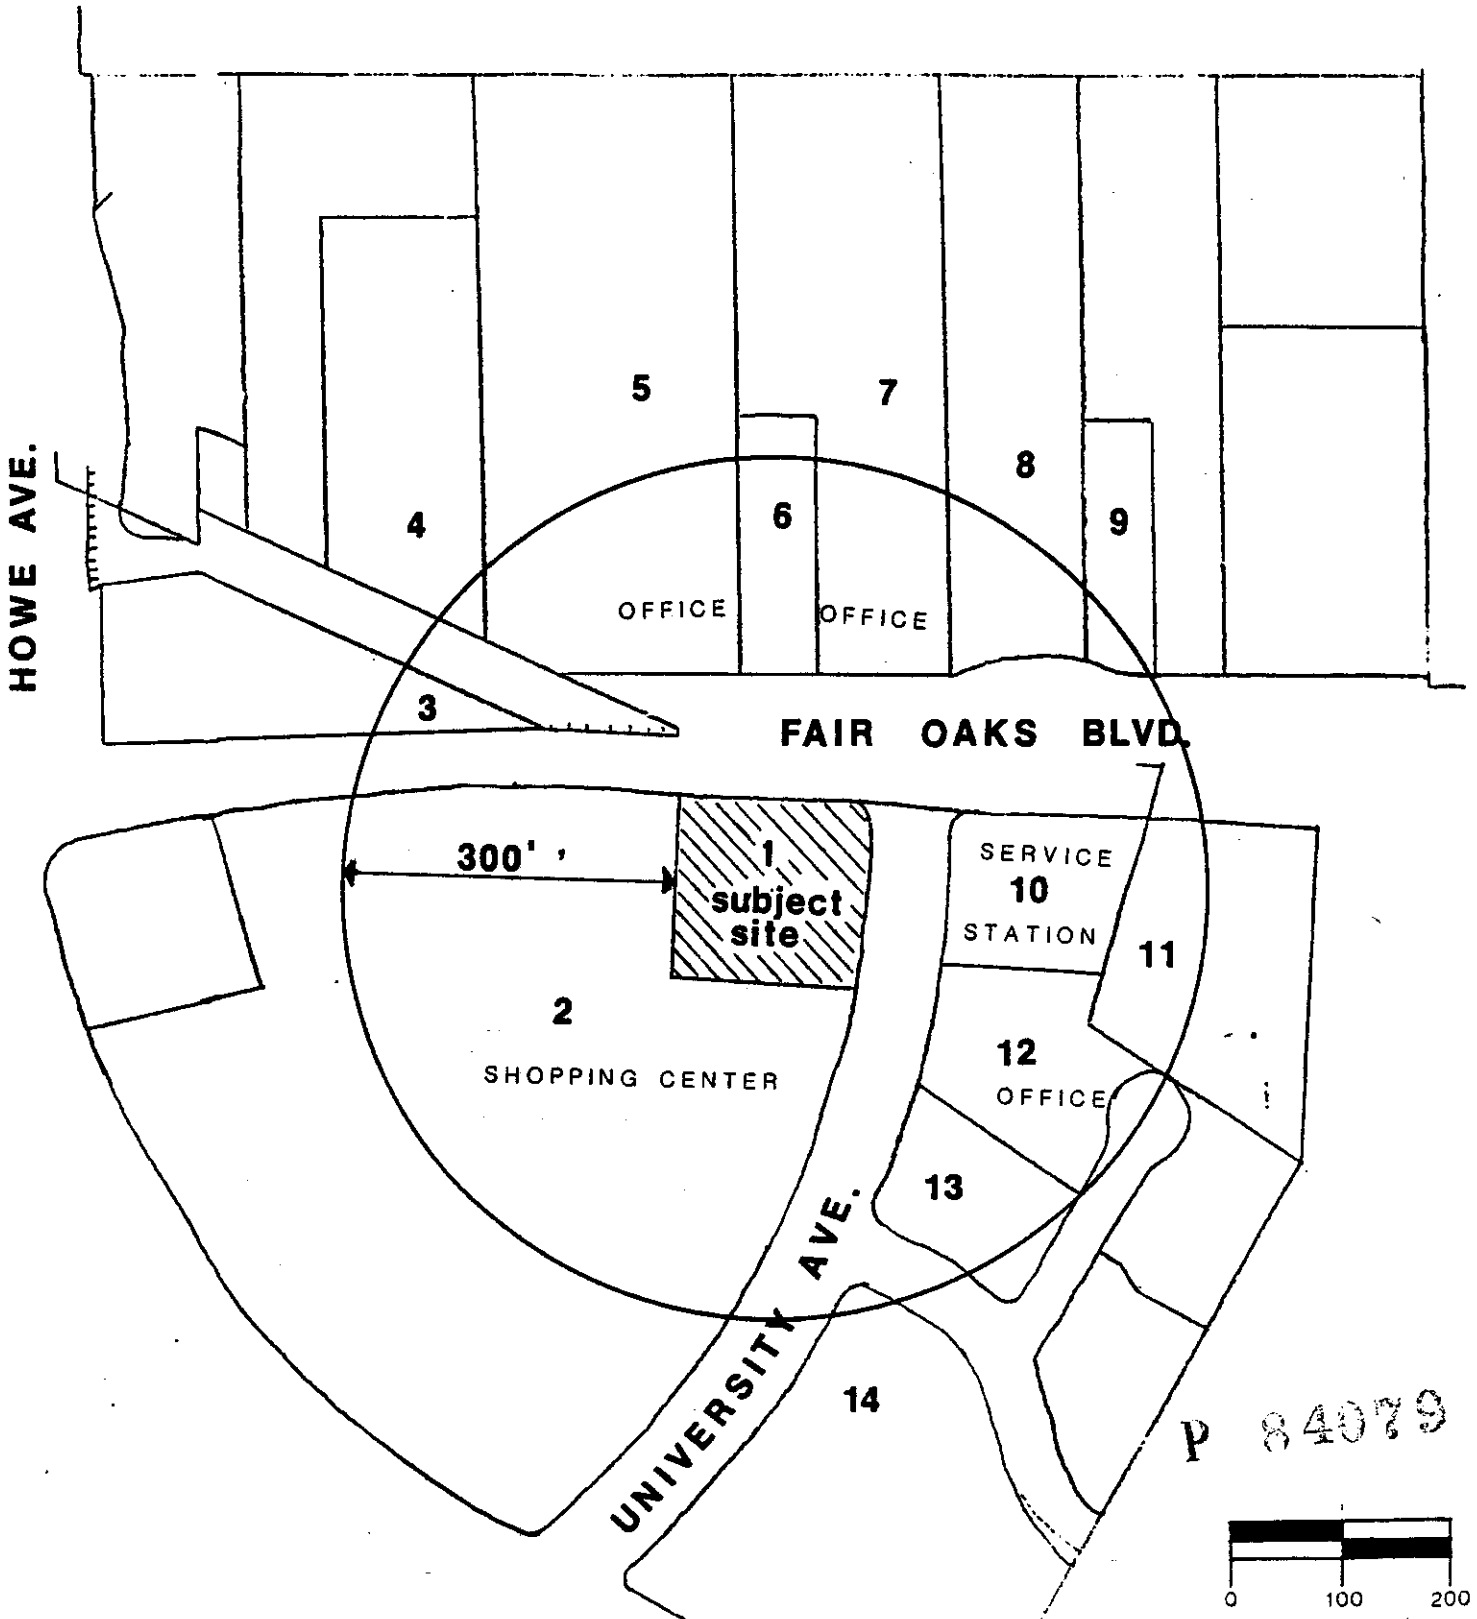 5
7
8
HOWE AVE.
4
6
9
OFFICE
OFFICE
3
FAIR OAKS BLVD.
300'
1
subject
site
SERVICE
10
STATION
11
2
SHOPPING CENTER
12
OFFICE
13
UNIVERSITY AVE.
14
P 84079
0 100 200